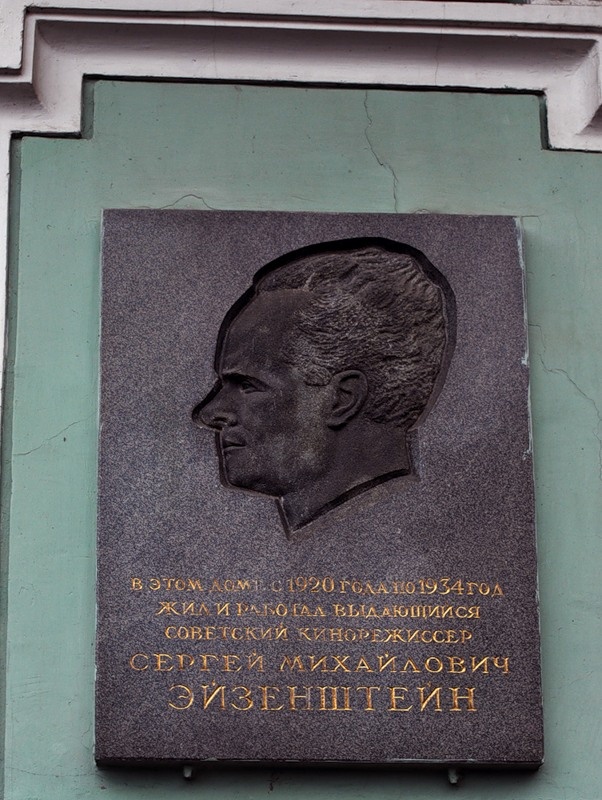 В ЭТОМ ДОМЕ С 1920 ГОДА ПО 1934 ГОД
ЖИЛ И РАБОТАЛ ВЫДАЮЩИЙСЯ
СОВЕТСКИЙ КИНОРЕЖИССЕР
СЕРГЕЙ МИХАЙЛОВИЧ
ЭЙЗЕНШТЕЙН